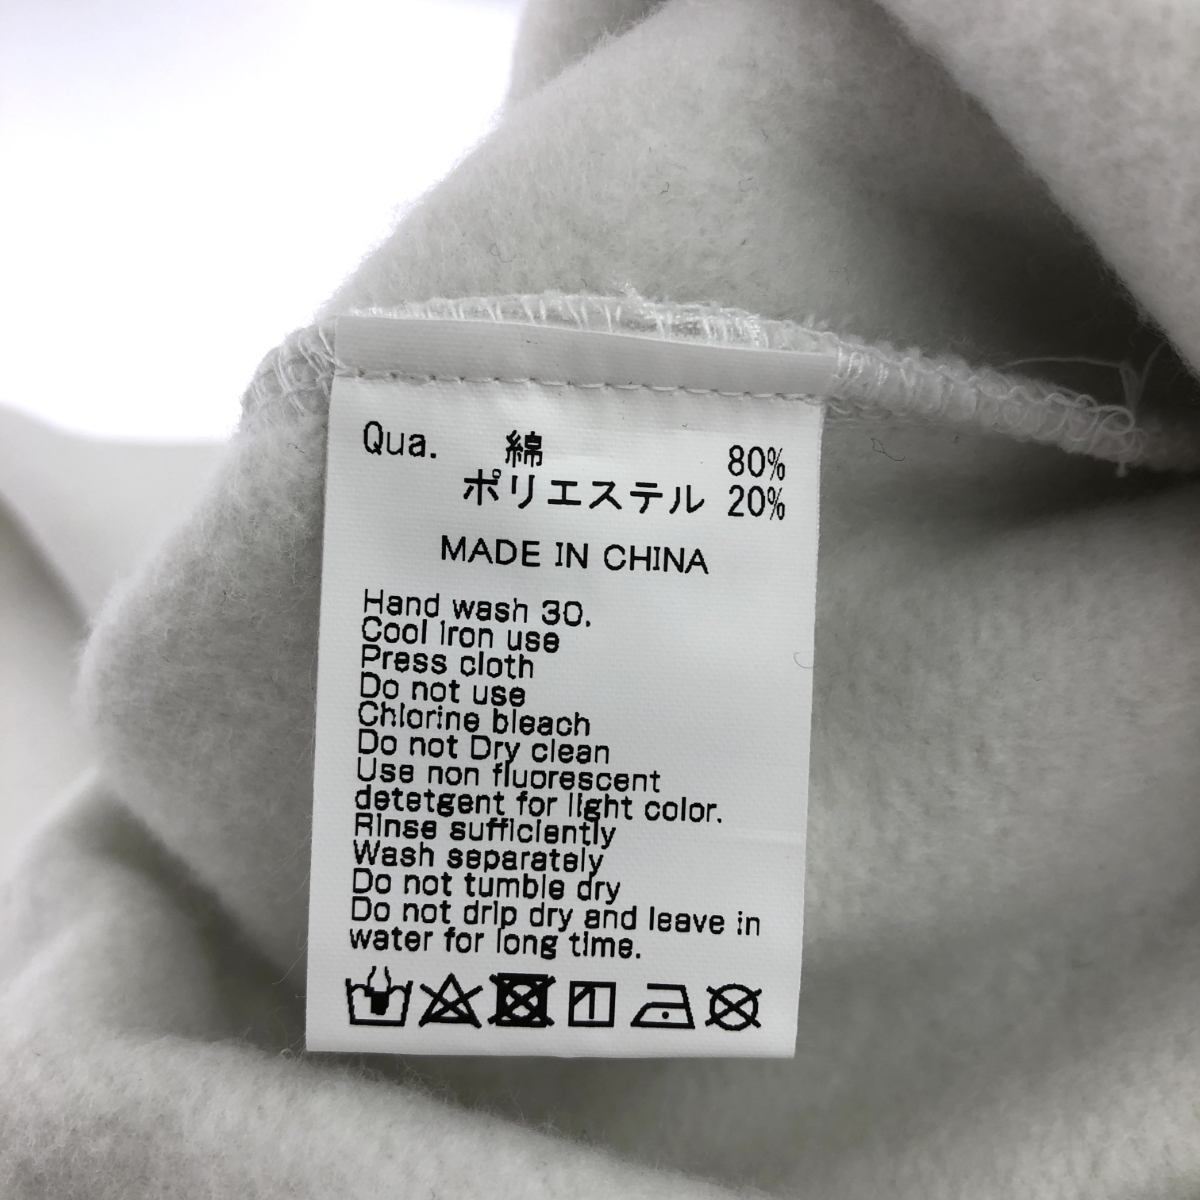 Qua. 綿 80%
ポリエステル 20%
MADE IN CHINA
Hand wash 30.
Cool iron use
Press cloth
Do not use
Chlorine bleach
Do not Dry clean
Use non fluorescent
detetgent for light color.
Rinse sufficiently
Wash separately
Do not tumble dry
Do not drip dry and leave in
water for long time.